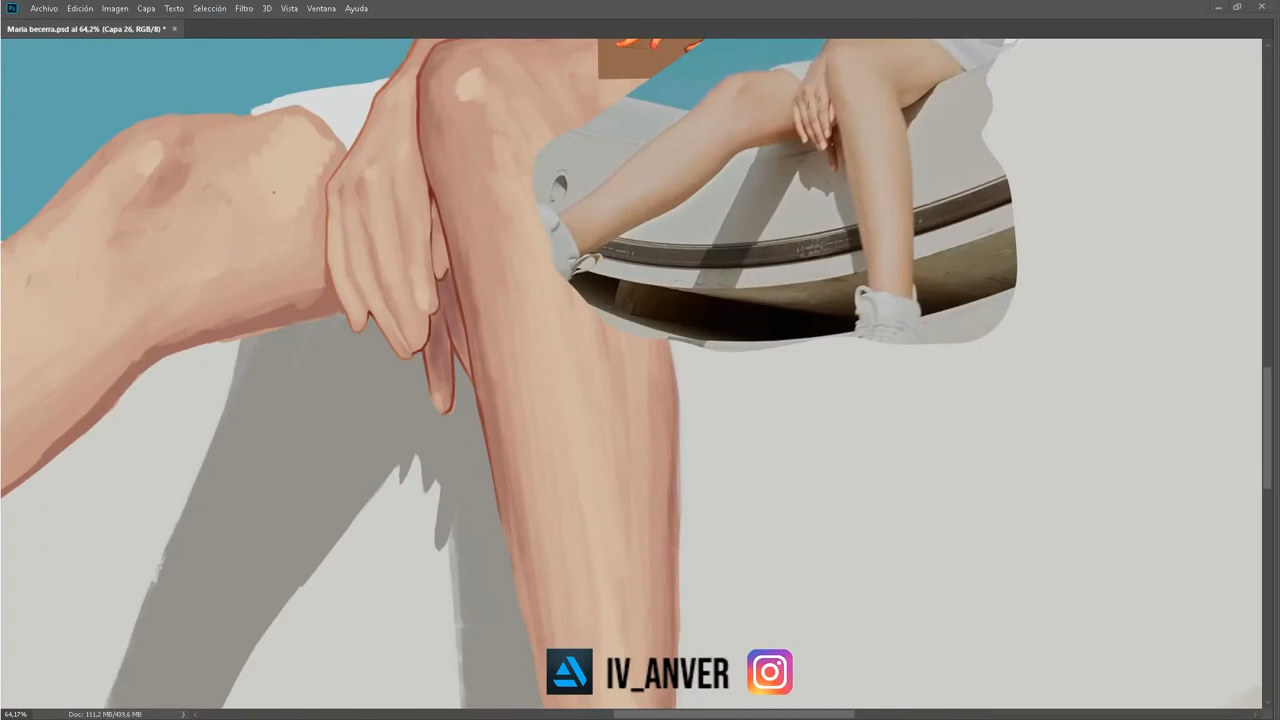 Ps Archivo Edición Imagen Capa Texto Selección Filtro 3D Vista Ventana Ayuda
Maria becerra.psd al 64,2% (Capa 26, RGB/8) *
IV_ANVER
64,17% Doc: 111,2 MB/439,6 MB